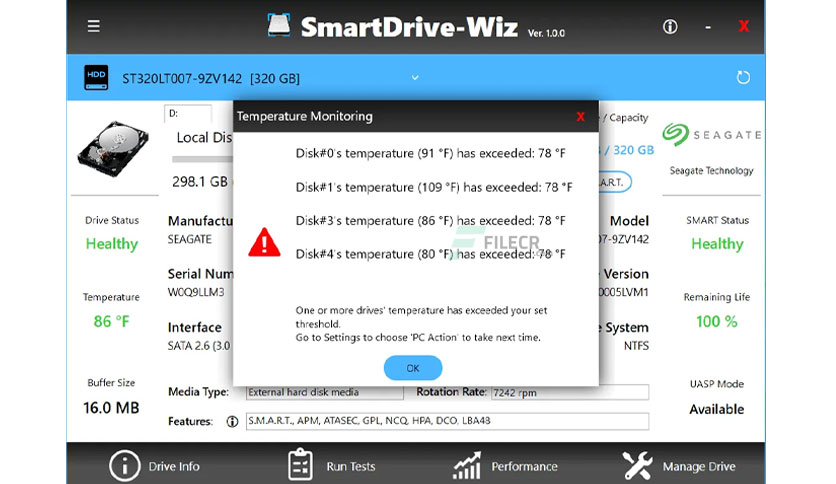 SmartDrive-Wiz Ver. 1.0.0
HDD ST320LT007-9ZV142 [320 GB]
D:
Local Dis
298.1 GB
/ Capacity
/ 320 GB
.A.R.T.
SEAGATE
Seagate Technology
Temperature Monitoring
X
Disk#0's temperature (91 °F) has exceeded: 78 °F
Disk#1's temperature (109 °F) has exceeded: 78 °F
Disk#3's temperature (86 °F) has exceeded: 78 °F
Disk#4's temperature (80 °F) has exceeded: 78 °F
FILECR
One or more drives' temperature has exceeded your set
threshold.
Go to Settings to choose 'PC Action' to take next time.
OK
Drive Status
Healthy
Temperature
86 °F
Buffer Size
16.0 MB
Manufactu
SEAGATE
Serial Num
W0Q9LLM3
Interface
SATA 2.6 (3.0
Model
07-9ZV142
Version
0005LVM1
e System
NTFS
SMART Status
Healthy
Remaining Life
100 %
UASP Mode
Available
Media Type: External hard disk media Rotation Rate: 7242 rpm
Features: S.M.A.R.T., APM, ATASEC, GPL, NCQ, HPA, DCO, LBA48
Drive Info
Run Tests
Performance
Manage Drive